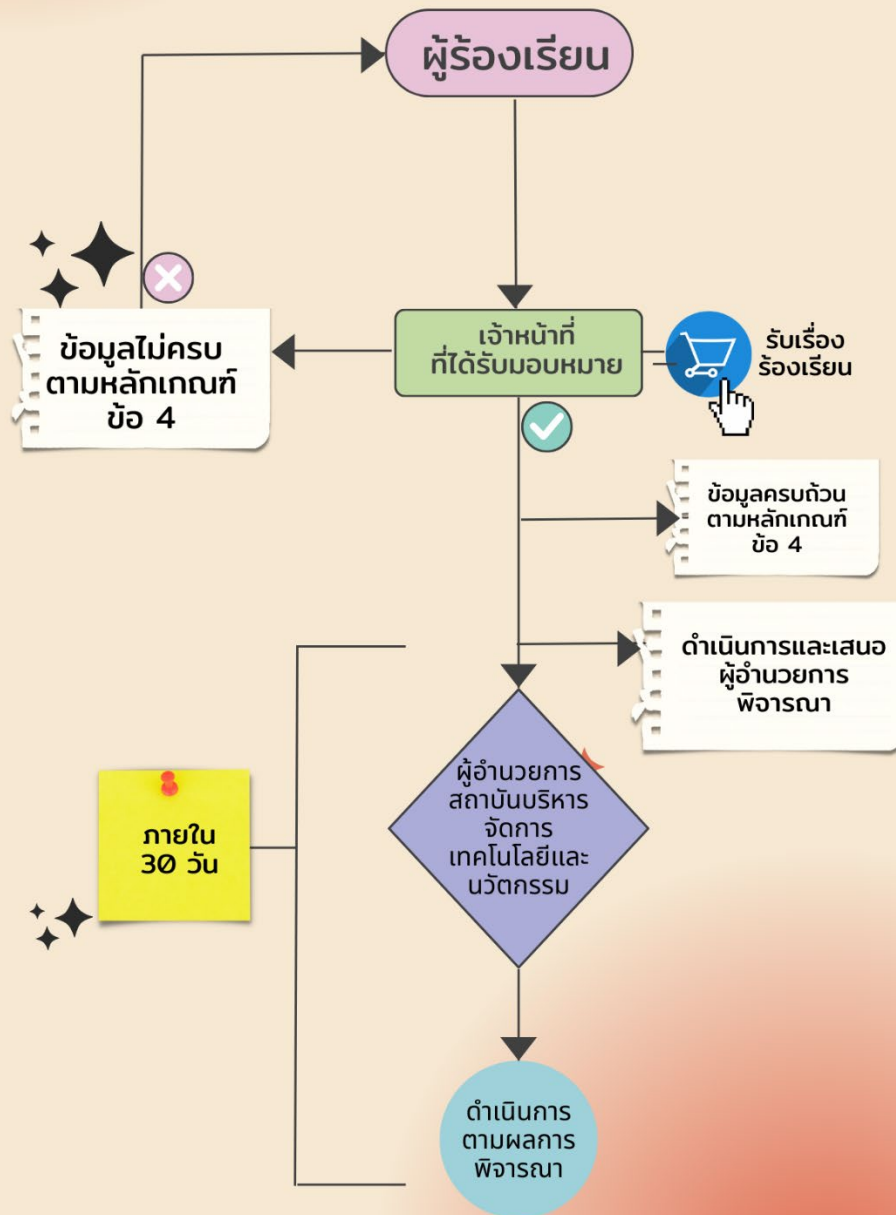 ผู้ร้องเรียน
เจ้าหน้าที่
ที่ได้รับมอบหมาย
รับเรื่อง
ร้องเรียน
ข้อมูลไม่ครบ
ตามหลักเกณฑ์
ข้อ 4
ข้อมูลครบถ้วน
ตามหลักเกณฑ์
ข้อ 4
ดำเนินการและเสนอ
ผู้อำนวยการ
พิจารณา
ผู้อำนวยการ
สถาบันบริหาร
จัดการ
เทคโนโลยีและ
นวัตกรรม
ภายใน
30 วัน
ดำเนินการ
ตามผลการ
พิจารณา